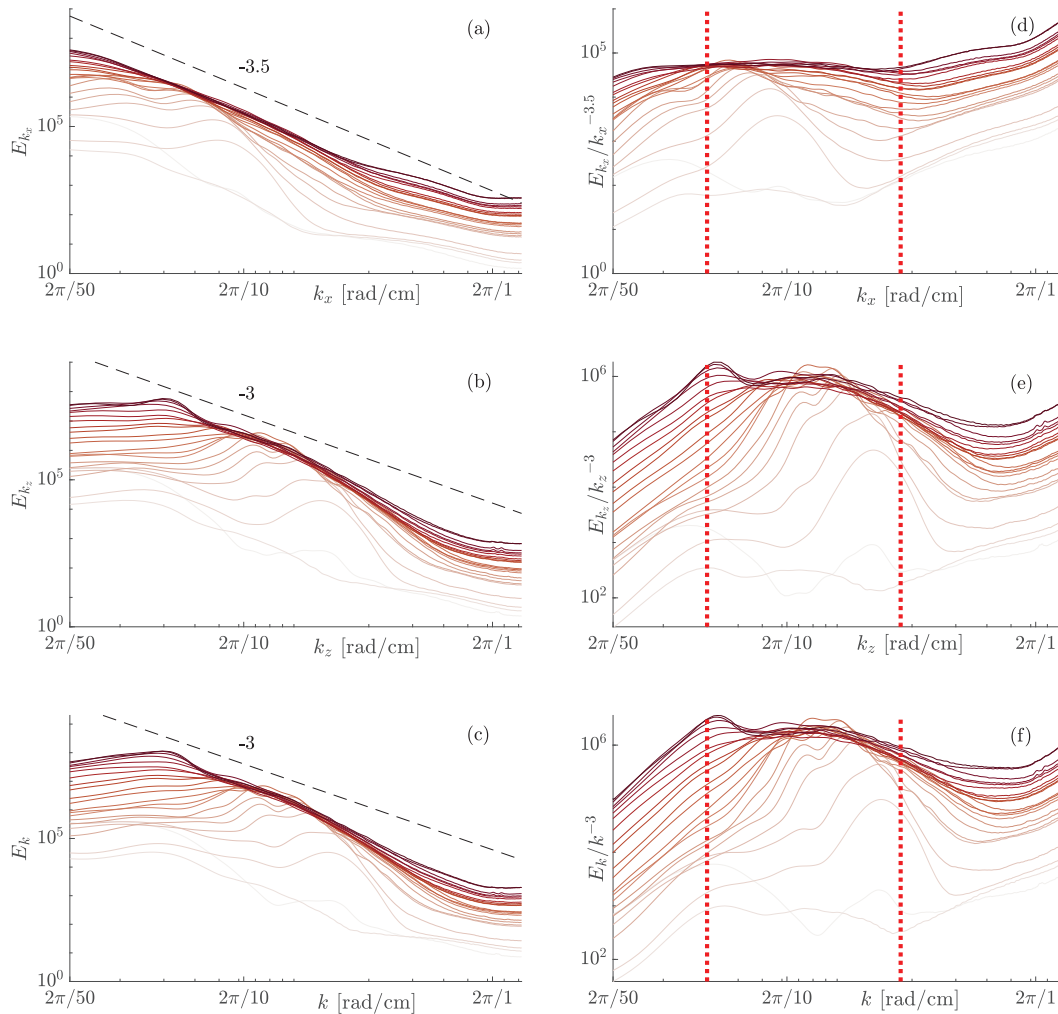 (a)
-3.5
E_{k_x}
10^5
10^0
2π/50
2π/10
k_x [rad/cm]
2π/1
(d)
E_{k_x}/k_x^{-3.5}
10^5
10^0
2π/50
2π/10
k_x [rad/cm]
2π/1
(b)
-3
E_{k_z}
10^5
10^0
2π/50
2π/10
k_z [rad/cm]
2π/1
(e)
E_{k_z}/k_z^{-3}
10^6
10^2
2π/50
2π/10
k_z [rad/cm]
2π/1
(c)
-3
E_k
10^5
10^0
2π/50
2π/10
k [rad/cm]
2π/1
(f)
E_k/k^{-3}
10^6
10^2
2π/50
2π/10
k [rad/cm]
2π/1